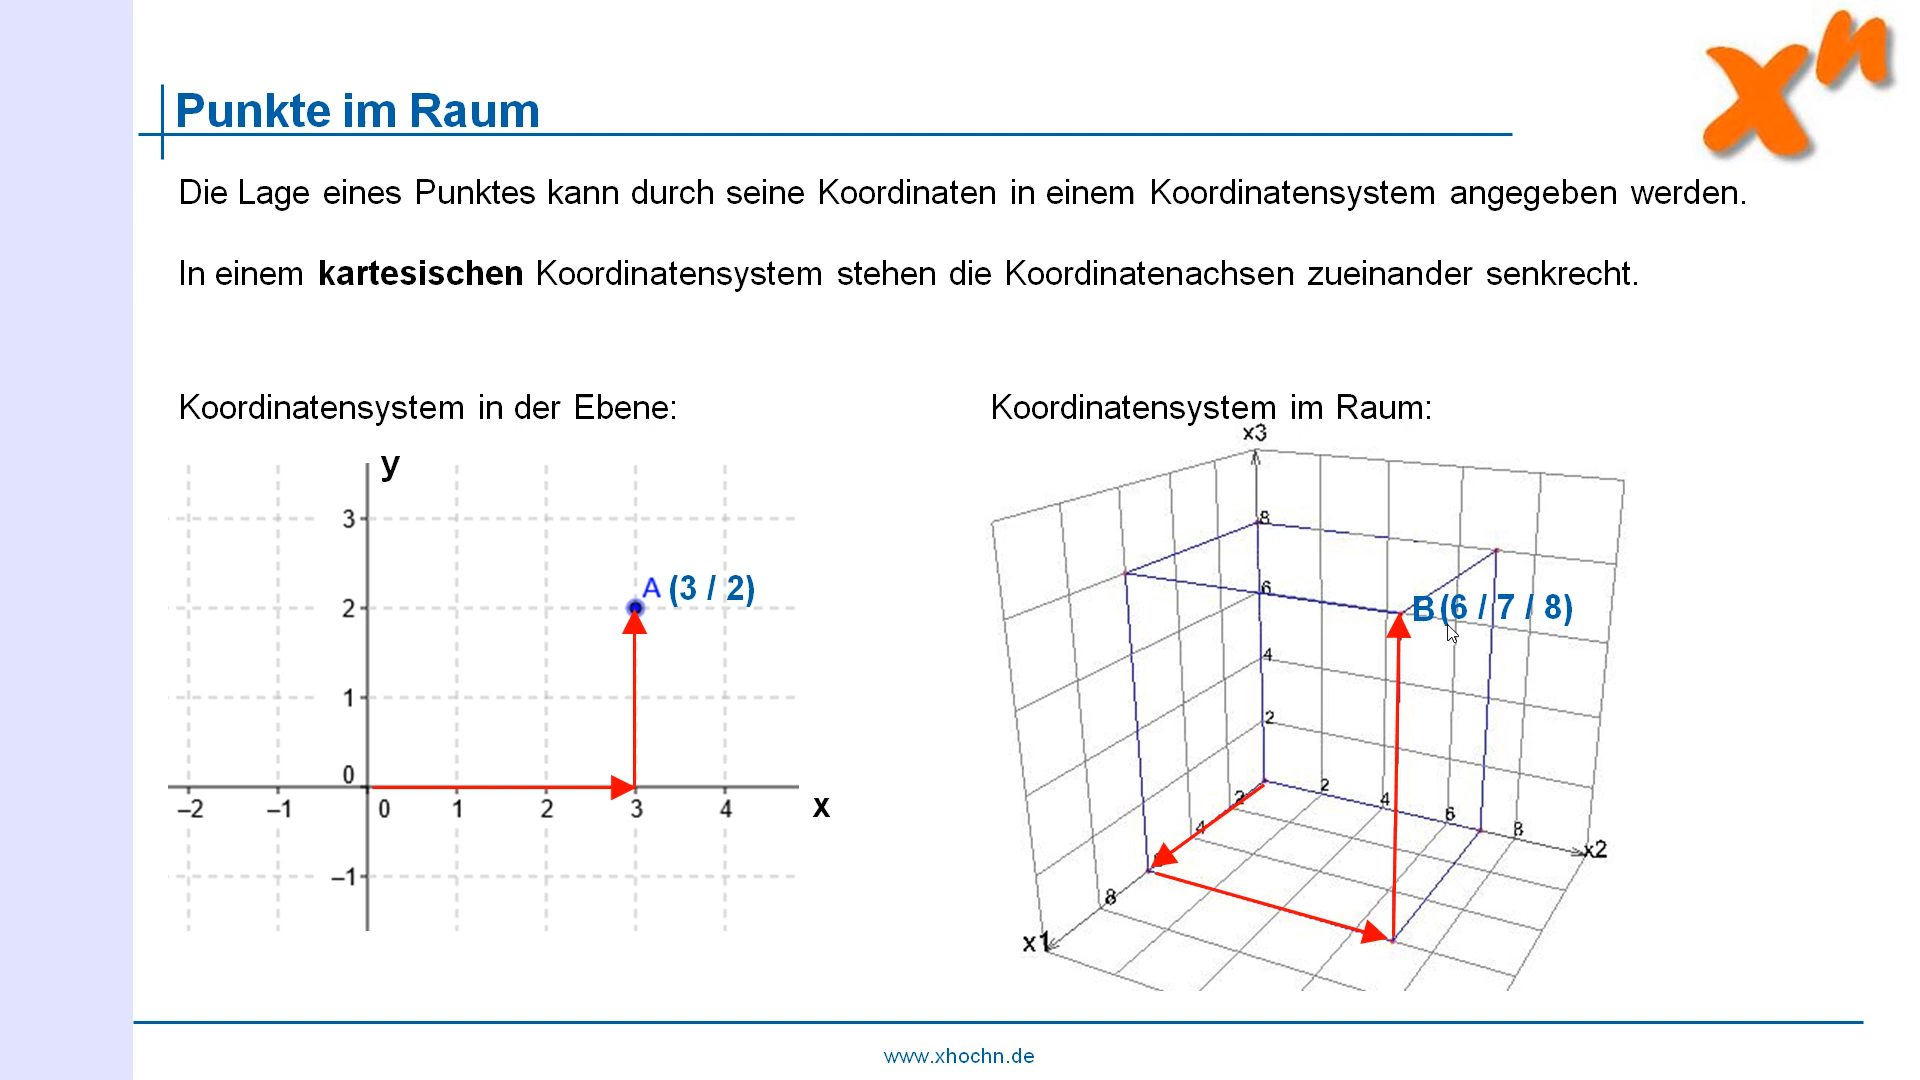 xn
Punkte im Raum
Die Lage eines Punktes kann durch seine Koordinaten in einem Koordinatensystem angegeben werden.
In einem kartesischen Koordinatensystem stehen die Koordinatenachsen zueinander senkrecht.
Koordinatensystem in der Ebene:
y
3
2
1
0
–1
–2 –1 0 1 2 3 4
x
A (3 / 2)
Koordinatensystem im Raum:
x3
8
6
4
2
2 4 6 8
x2
2
4
8
x1
B (6 / 7 / 8)
www.xhochn.de